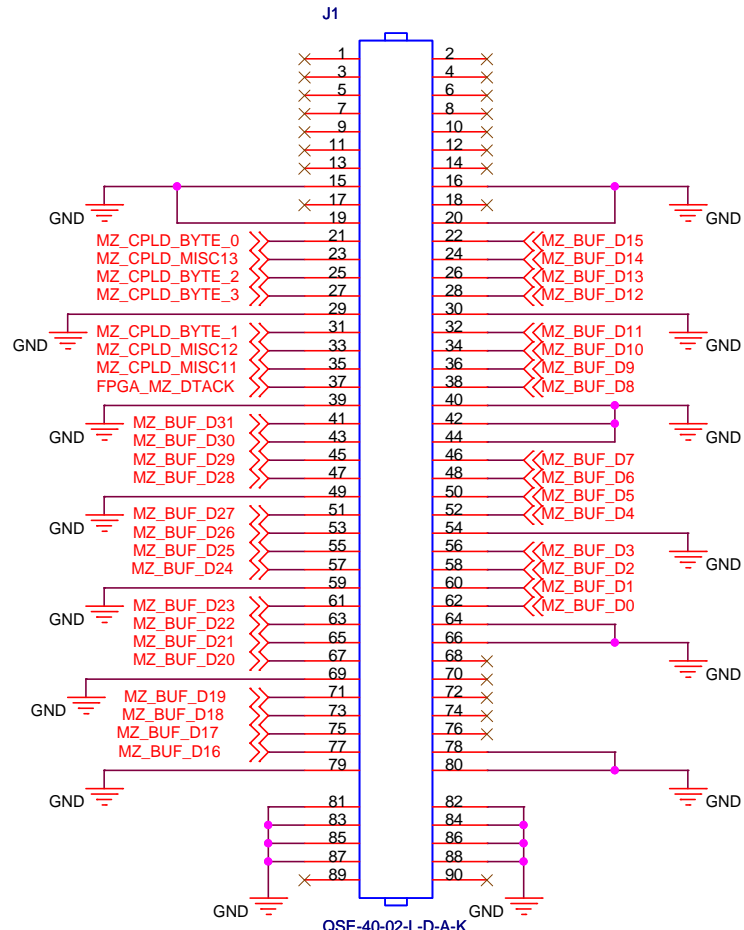 J1
1 2
3 4
5 6
7 8
9 10
11 12
13 14
15 16
17 18
GND 19 20 GND
MZ_CPLD_BYTE_0 21 22 MZ_BUF_D15
MZ_CPLD_MISC13 23 24 MZ_BUF_D14
MZ_CPLD_BYTE_2 25 26 MZ_BUF_D13
MZ_CPLD_BYTE_3 27 28 MZ_BUF_D12
29 30
MZ_CPLD_BYTE_1 31 32 MZ_BUF_D11
GND MZ_CPLD_MISC12 33 34 MZ_BUF_D10 GND
MZ_CPLD_MISC11 35 36 MZ_BUF_D9
FPGA_MZ_DTACK 37 38 MZ_BUF_D8
39 40
MZ_BUF_D31 41 42
GND MZ_BUF_D30 43 44 GND
MZ_BUF_D29 45 46 MZ_BUF_D7
MZ_BUF_D28 47 48 MZ_BUF_D6
49 50 MZ_BUF_D5
MZ_BUF_D27 51 52 MZ_BUF_D4
GND MZ_BUF_D26 53 54
MZ_BUF_D25 55 56 MZ_BUF_D3 GND
MZ_BUF_D24 57 58 MZ_BUF_D2
59 60 MZ_BUF_D1
MZ_BUF_D23 61 62 MZ_BUF_D0
GND MZ_BUF_D22 63 64
MZ_BUF_D21 65 66
MZ_BUF_D20 67 68 GND
69 70
MZ_BUF_D19 71 72
GND MZ_BUF_D18 73 74
MZ_BUF_D17 75 76
MZ_BUF_D16 77 78
79 80
GND GND
81 82
83 84
85 86
87 88
89 90
GND GND
QSE-40-02-L-D-A-K